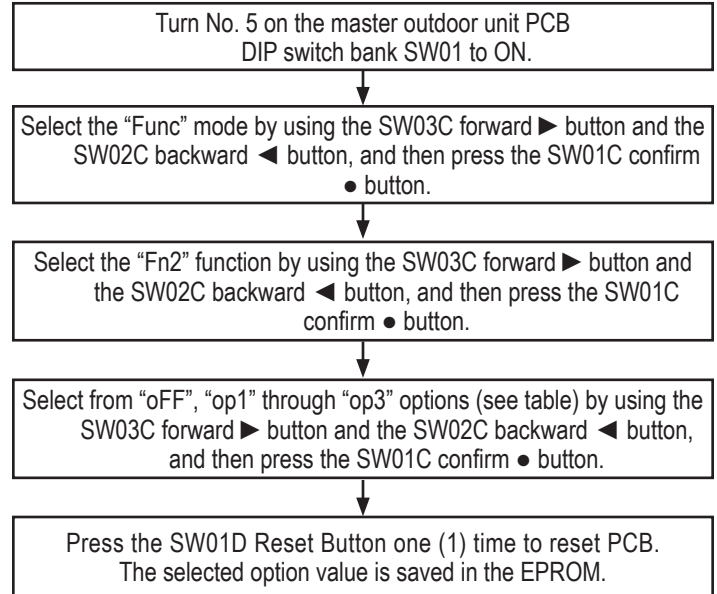 Turn No. 5 on the master outdoor unit PCB
DIP switch bank SW01 to ON.
Select the “Func” mode by using the SW03C forward ► button and the
SW02C backward ◄ button, and then press the SW01C confirm
● button.
Select the “Fn2” function by using the SW03C forward ► button and
the SW02C backward ◄ button, and then press the SW01C
confirm ● button.
Select from “oFF”, “op1” through “op3” options (see table) by using the
SW03C forward ► button and the SW02C backward ◄ button,
and then press the SW01C confirm ● button.
Press the SW01D Reset Button one (1) time to reset PCB.
The selected option value is saved in the EPROM.